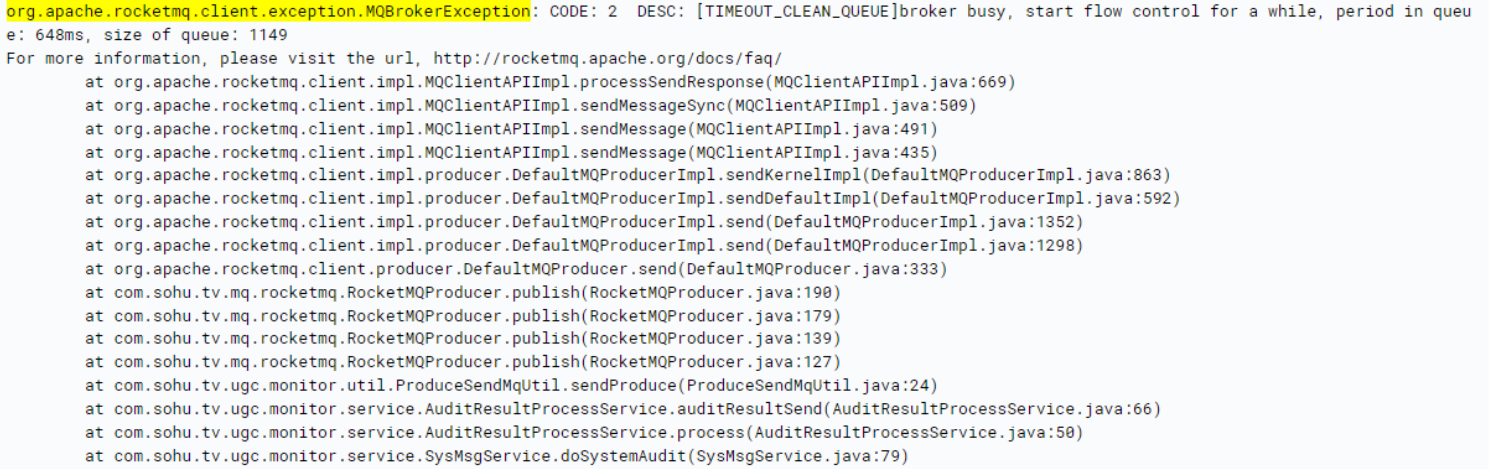 org.apache.rocketmq.client.exception.MQBrokerException: CODE: 2  DESC: [TIMEOUT_CLEAN_QUEUE]broker busy, start flow control for a while, period in queu
e: 648ms, size of queue: 1149
For more information, please visit the url, http://rocketmq.apache.org/docs/faq/
        at org.apache.rocketmq.client.impl.MQClientAPIImpl.processSendResponse(MQClientAPIImpl.java:669)
        at org.apache.rocketmq.client.impl.MQClientAPIImpl.sendMessageSync(MQClientAPIImpl.java:509)
        at org.apache.rocketmq.client.impl.MQClientAPIImpl.sendMessage(MQClientAPIImpl.java:491)
        at org.apache.rocketmq.client.impl.MQClientAPIImpl.sendMessage(MQClientAPIImpl.java:435)
        at org.apache.rocketmq.client.impl.producer.DefaultMQProducerImpl.sendKernelImpl(DefaultMQProducerImpl.java:863)
        at org.apache.rocketmq.client.impl.producer.DefaultMQProducerImpl.sendDefaultImpl(DefaultMQProducerImpl.java:592)
        at org.apache.rocketmq.client.impl.producer.DefaultMQProducerImpl.send(DefaultMQProducerImpl.java:1352)
        at org.apache.rocketmq.client.impl.producer.DefaultMQProducerImpl.send(DefaultMQProducerImpl.java:1298)
        at org.apache.rocketmq.client.producer.DefaultMQProducer.send(DefaultMQProducer.java:333)
        at com.sohu.tv.mq.rocketmq.RocketMQProducer.publish(RocketMQProducer.java:190)
        at com.sohu.tv.mq.rocketmq.RocketMQProducer.publish(RocketMQProducer.java:179)
        at com.sohu.tv.mq.rocketmq.RocketMQProducer.publish(RocketMQProducer.java:139)
        at com.sohu.tv.mq.rocketmq.RocketMQProducer.publish(RocketMQProducer.java:127)
        at com.sohu.tv.ugc.monitor.util.ProduceSendMqUtil.sendProduce(ProduceSendMqUtil.java:24)
        at com.sohu.tv.ugc.monitor.service.AuditResultProcessService.auditResultSend(AuditResultProcessService.java:66)
        at com.sohu.tv.ugc.monitor.service.AuditResultProcessService.process(AuditResultProcessService.java:50)
        at com.sohu.tv.ugc.monitor.service.SysMsgService.doSystemAudit(SysMsgService.java:79)